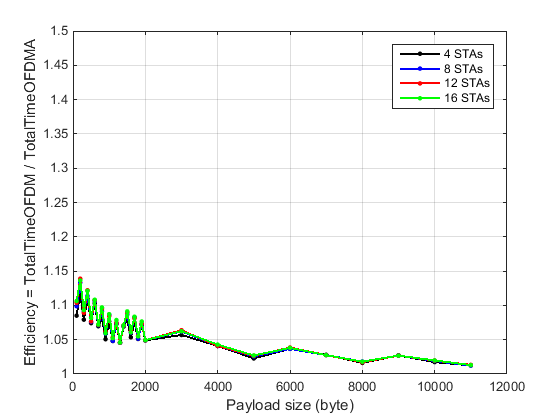 1.5
1.45
1.4
1.35
1.3
1.25
1.2
1.15
1.1
1.05
1
Efficiency = TotalTimeOFDM / TotalTimeOFDMA
4 STAs
8 STAs
12 STAs
16 STAs
0 2000 4000 6000 8000 10000 12000
Payload size (byte)